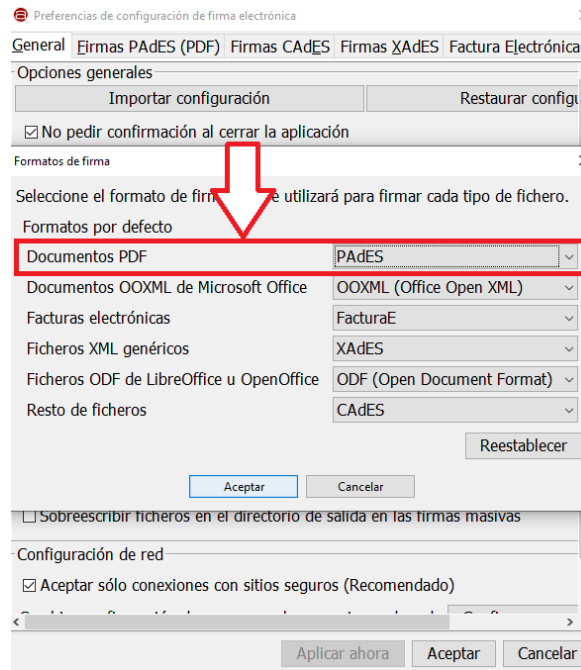 Preferencias de configuración de firma electrónica
General Firmas PAdES (PDF) Firmas CAdES Firmas XAdES Factura Electrónica
Opciones generales
Importar configuración Restaurar
No pedir confirmación al cerrar la aplicación
Formatos de firma
Seleccione el formato de utilizará para firmar cada tipo de fichero.
Formatos por defecto
Documentos PDF PAdES
Documentos OOXML de Microsoft Office OOXML (Office Open XML)
Facturas electrónicas FacturaE
Ficheros XML genéricos XAdES
Ficheros ODF de LibreOffice u OpenOffice ODF (Open Document Format)
Resto de ficheros CAdES
Reestablecer
Aceptar Cancelar
Sobreescribir ficheros en el directorio de salida en las firmas masivas
Configuración de red
Aceptar sólo conexiones con sitios seguros (Recomendado)
Aplicar ahora Aceptar Cancelar